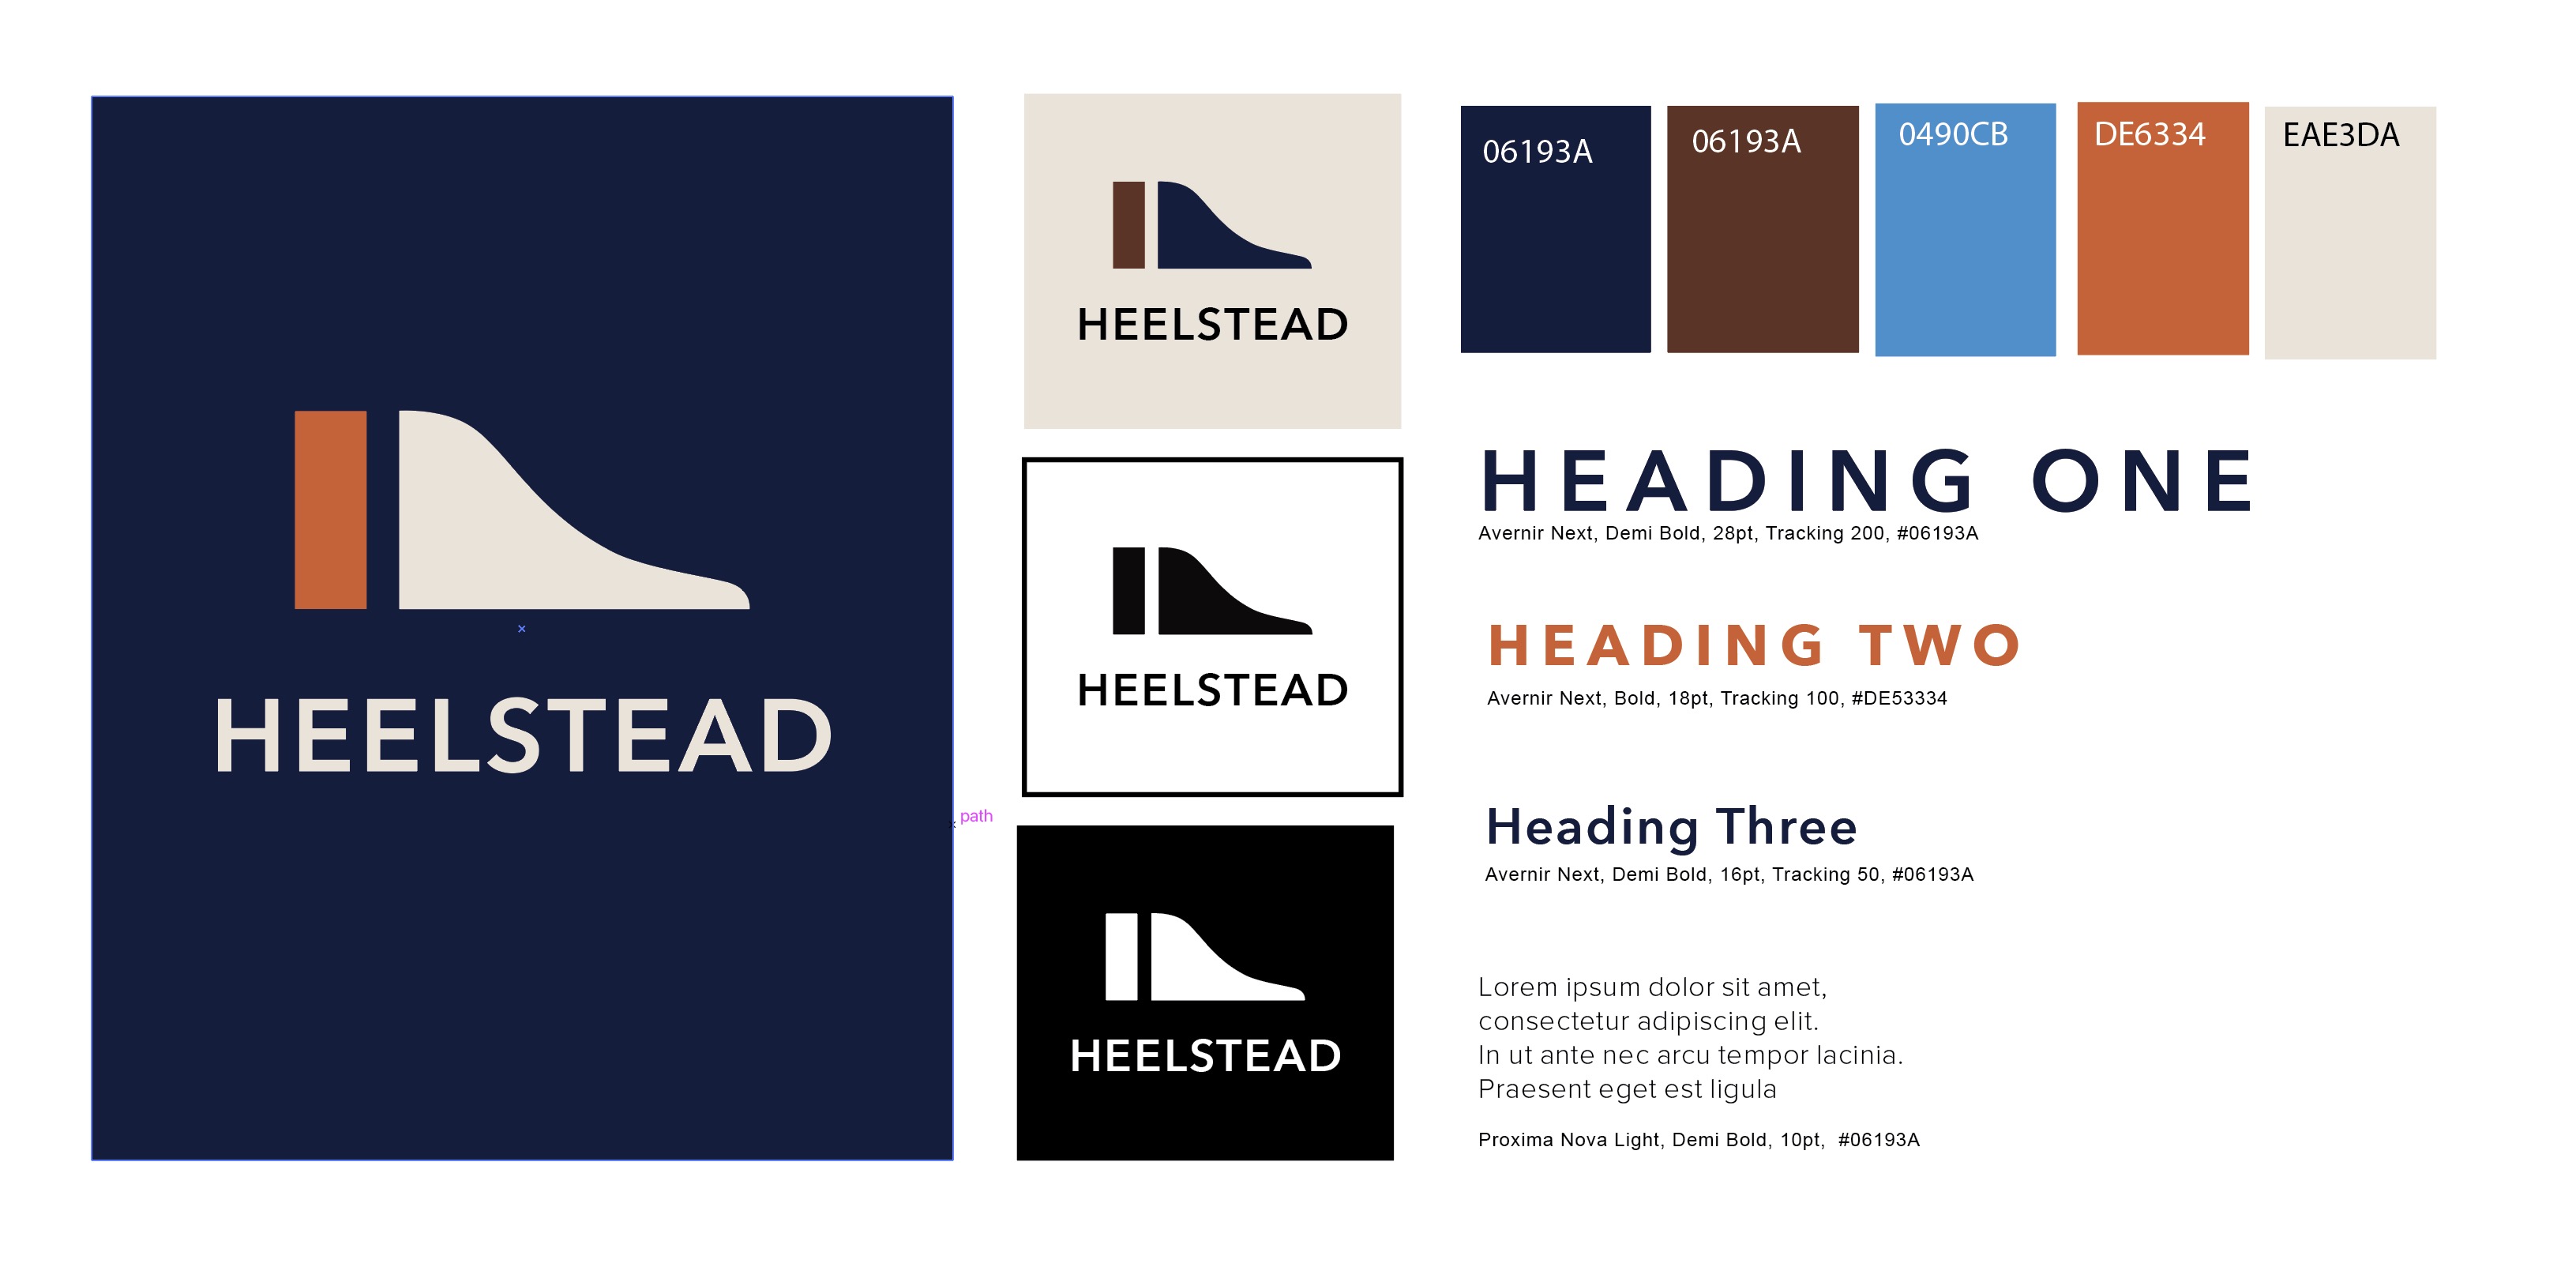 HEELSTEAD
path
HEELSTEAD
HEELSTEAD
HEELSTEAD
06193A
06193A
0490CB
DE6334
EAE3DA
HEADING ONE
Avernir Next, Demi Bold, 28pt, Tracking 200, #06193A
HEADING TWO
Avernir Next, Bold, 18pt, Tracking 100, #DE53334
Heading Three
Avernir Next, Demi Bold, 16pt, Tracking 50, #06193A
Lorem ipsum dolor sit amet,
consectetur adipiscing elit.
In ut ante nec arcu tempor lacinia.
Praesent eget est ligula
Proxima Nova Light, Demi Bold, 10pt,  #06193A